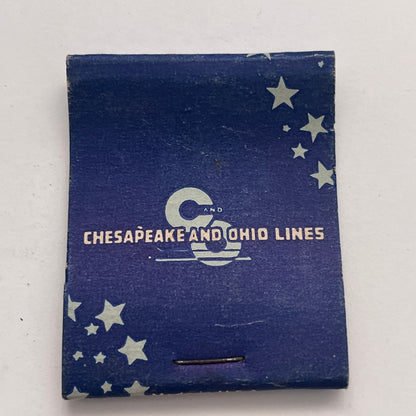 C AND O
CHESAPEAKE AND OHIO LINES